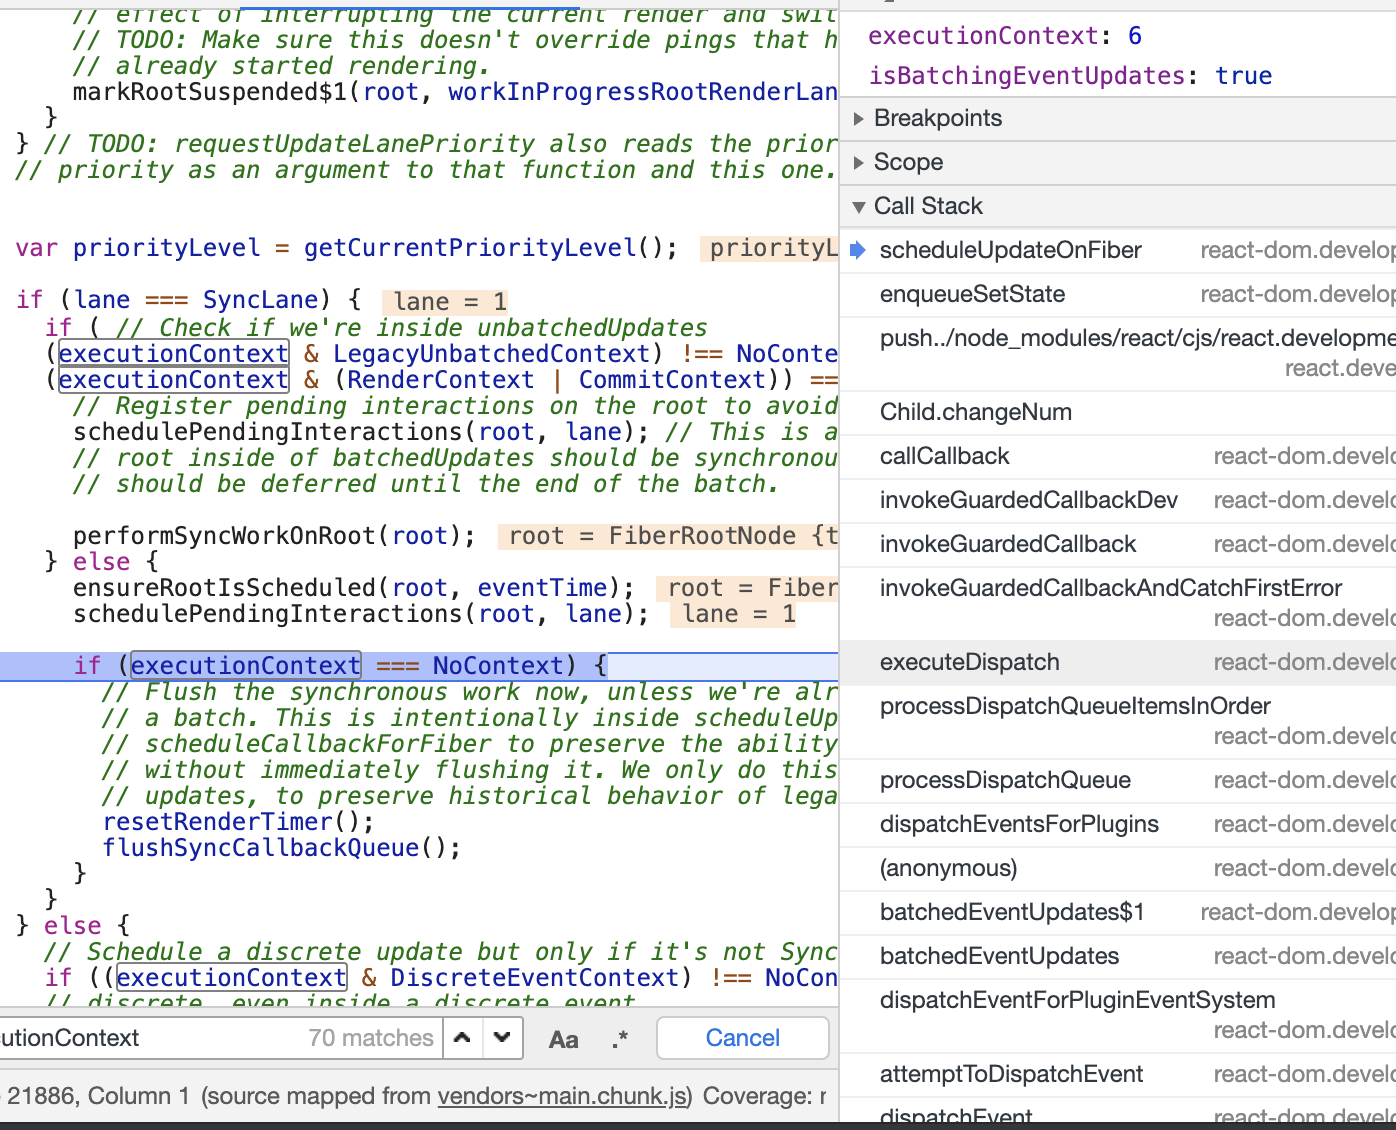 // effect of interrupting the current render and swit
// TODO: Make sure this doesn't override pings that h
// already started rendering.
markRootSuspended$1(root, workInProgressRootRenderLan
}
} // TODO: requestUpdateLanePriority also reads the prior
// priority as an argument to that function and this one.
var priorityLevel = getCurrentPriorityLevel(); priorityL
if (lane === SyncLane) { lane = 1
if ( // Check if we're inside unbatchedUpdates
(executionContext & LegacyUnbatchedContext) !== NoConte
(executionContext & (RenderContext | CommitContext)) ==
// Register pending interactions on the root to avoid
schedulePendingInteractions(root, lane); // This is a
// root inside of batchedUpdates should be synchronou
// should be deferred until the end of the batch.
performSyncWorkOnRoot(root); root = FiberRootNode {t
} else {
ensureRootIsScheduled(root, eventTime); root = Fiber
schedulePendingInteractions(root, lane); lane = 1
if (executionContext === NoContext) {
// Flush the synchronous work now, unless we're alr
// a batch. This is intentionally inside scheduleUp
// scheduleCallbackForFiber to preserve the ability
// without immediately flushing it. We only do this
// updates, to preserve historical behavior of lega
resetRenderTimer();
flushSyncCallbackQueue();
}
}
} else {
// Schedule a discrete update but only if it's not Sync
if ((executionContext & DiscreteEventContext) !== NoCon
// discrete, even inside a discrete event
cutionContext 70 matches Aa .* Cancel
21886, Column 1 (source mapped from vendors~main.chunk.js) Coverage: r
executionContext: 6
isBatchingEventUpdates: true
Breakpoints
Scope
Call Stack
scheduleUpdateOnFiber react-dom.develop
enqueueSetState react-dom.develop
push../node_modules/react/cjs/react.developme
react.deve
Child.changeNum
callCallback react-dom.develo
invokeGuardedCallbackDev react-dom.develo
invokeGuardedCallback react-dom.develo
invokeGuardedCallbackAndCatchFirstError
react-dom.develo
executeDispatch react-dom.develo
processDispatchQueueItemsInOrder
react-dom.develo
processDispatchQueue react-dom.develo
dispatchEventsForPlugins react-dom.develo
(anonymous) react-dom.develo
batchedEventUpdates$1 react-dom.develop
batchedEventUpdates react-dom.develo
dispatchEventForPluginEventSystem
react-dom.develo
attemptToDispatchEvent react-dom.develo
dispatchEvent react-dom.develo